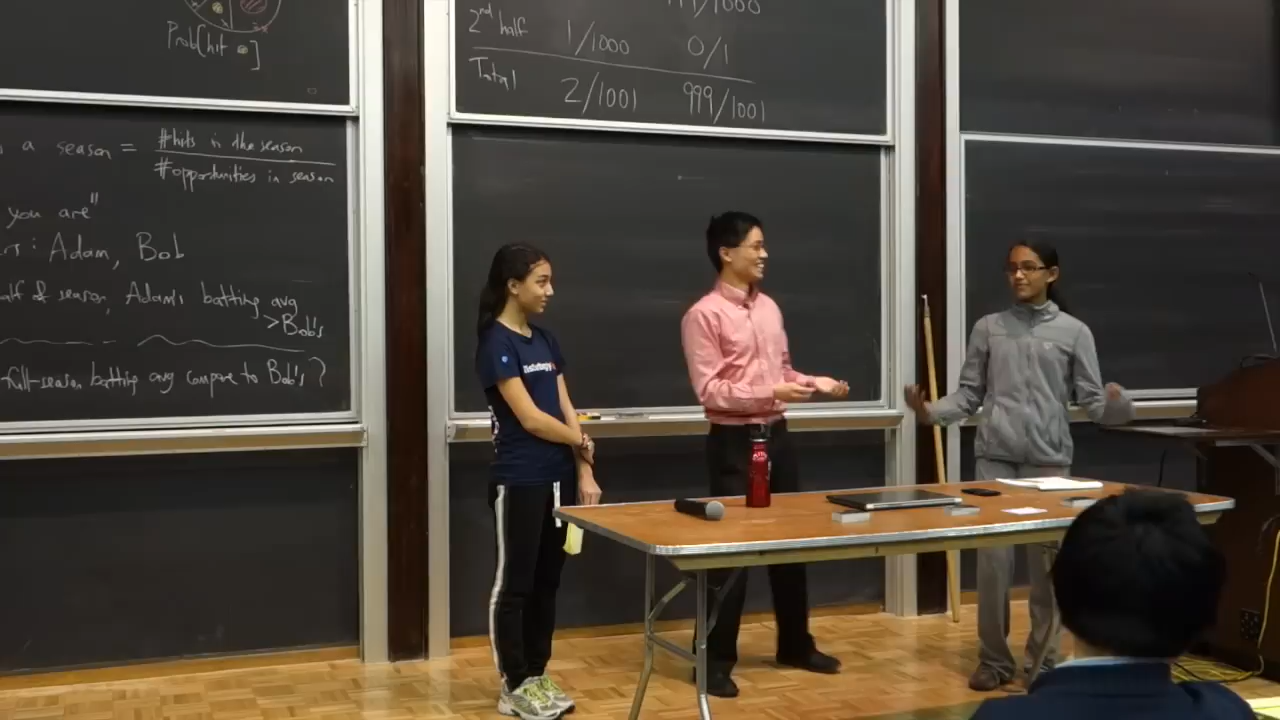 Prob[hit]
a season = #hits in the season
#opportunities in season
you are"
: Adam, Bob
of season, Adam's batting avg
> Bob's
full-season batting avg compare to Bob's?
2nd half 1/1000 0/1
Total 2/1001 999/1001